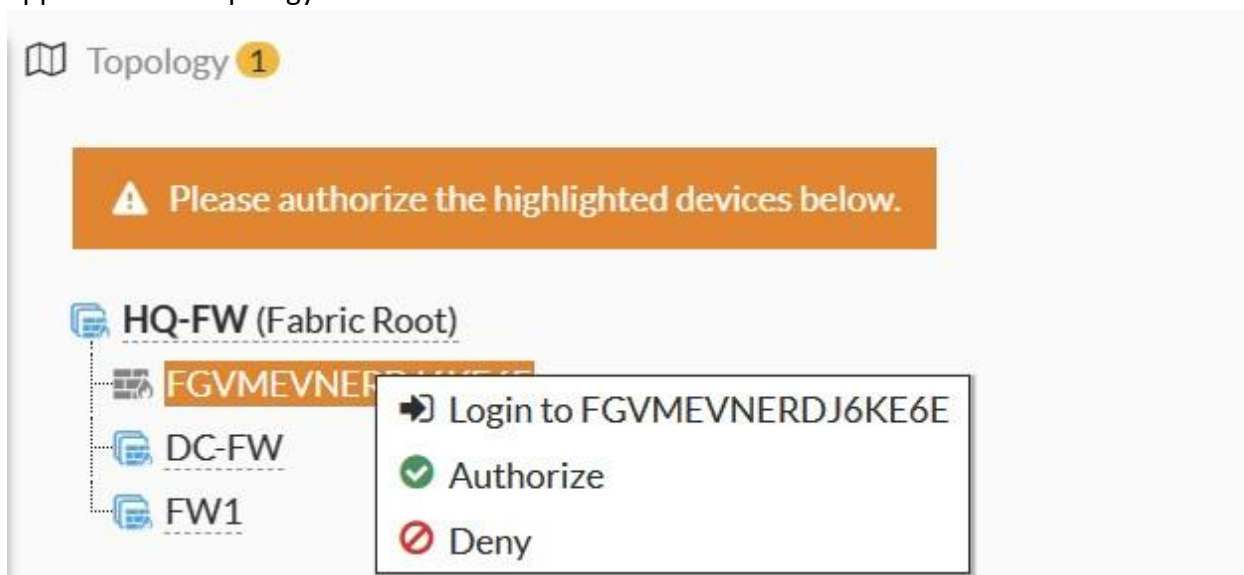 Topology 1
Please authorize the highlighted devices below.
HQ-FW (Fabric Root)
Login to FGVMEVNERDJ6KE6E
DC-FW
Authorize
FW1
Deny